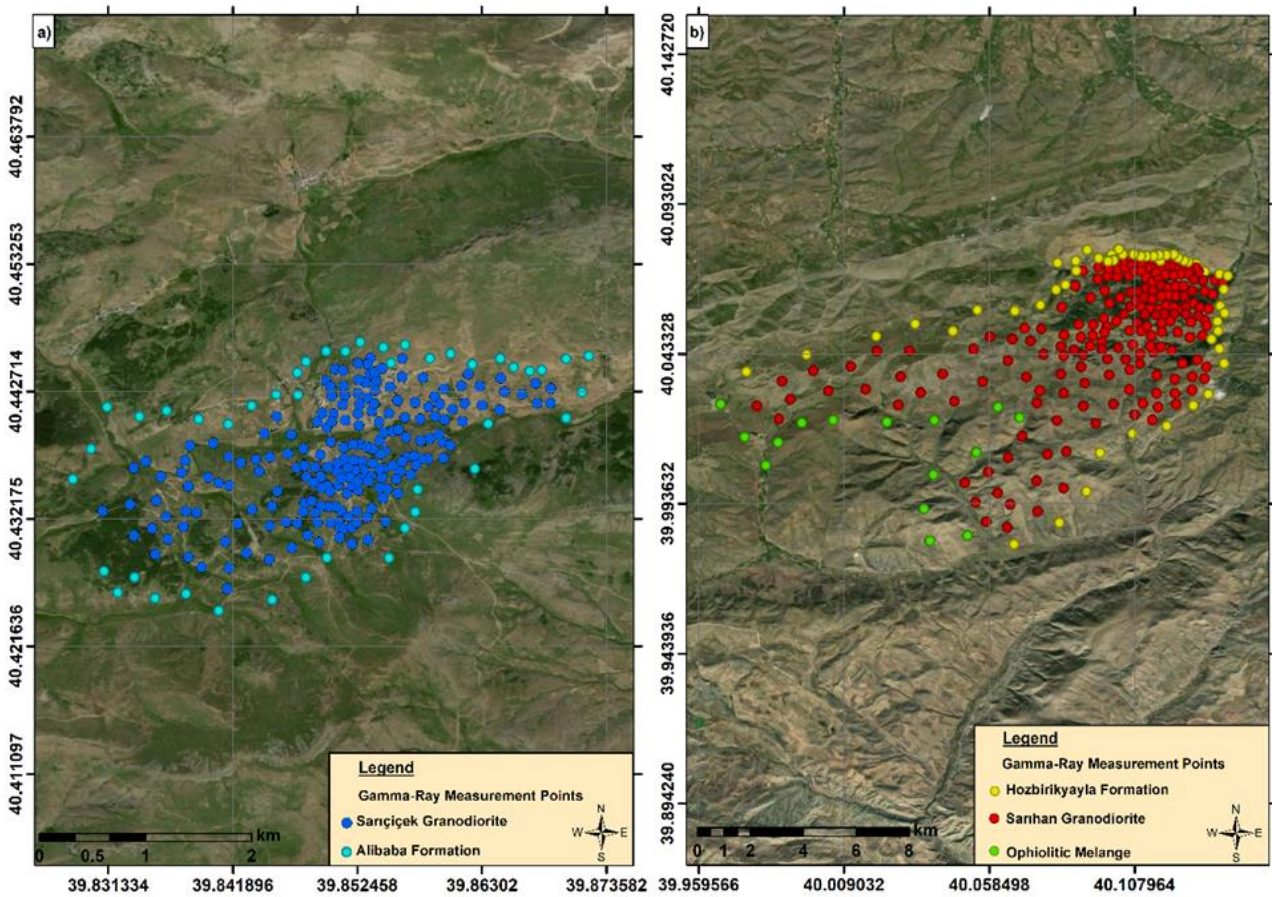 a)
40.463792
40.453253
40.442714
40.432175
40.421636
40.411097
Legend
Gamma-Ray Measurement Points
Sarıçiçek Granodiorite
Alibaba Formation
N
W E
S
km
0 0.5 1 2
39.831334 39.841896 39.852458 39.86302 39.873582
b)
40.142720
40.093024
40.043328
39.993632
39.943936
39.894240
Legend
Gamma-Ray Measurement Points
Hozbirikyayla Formation
Sarıhan Granodiorite
Ophiolitic Melange
N
W E
S
km
0 1 2 4 6 8
39.959566 40.009032 40.058498 40.107964